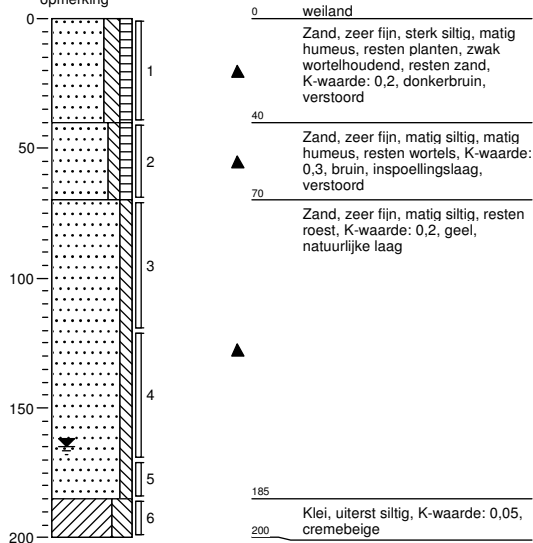 opmerking
0
50
100
150
200
1
2
3
4
5
6
0 weiland
Zand, zeer fijn, sterk siltig, matig
humeus, resten planten, zwak
wortelhoudend, resten zand,
K-waarde: 0,2, donkerbruin,
verstoord
40
Zand, zeer fijn, matig siltig, matig
humeus, resten wortels, K-waarde:
0,3, bruin, inspoellingslaag,
verstoord
70
Zand, zeer fijn, matig siltig, resten
roest, K-waarde: 0,2, geel,
natuurlijke laag
185
Klei, uiterst siltig, K-waarde: 0,05,
cremebeige
200